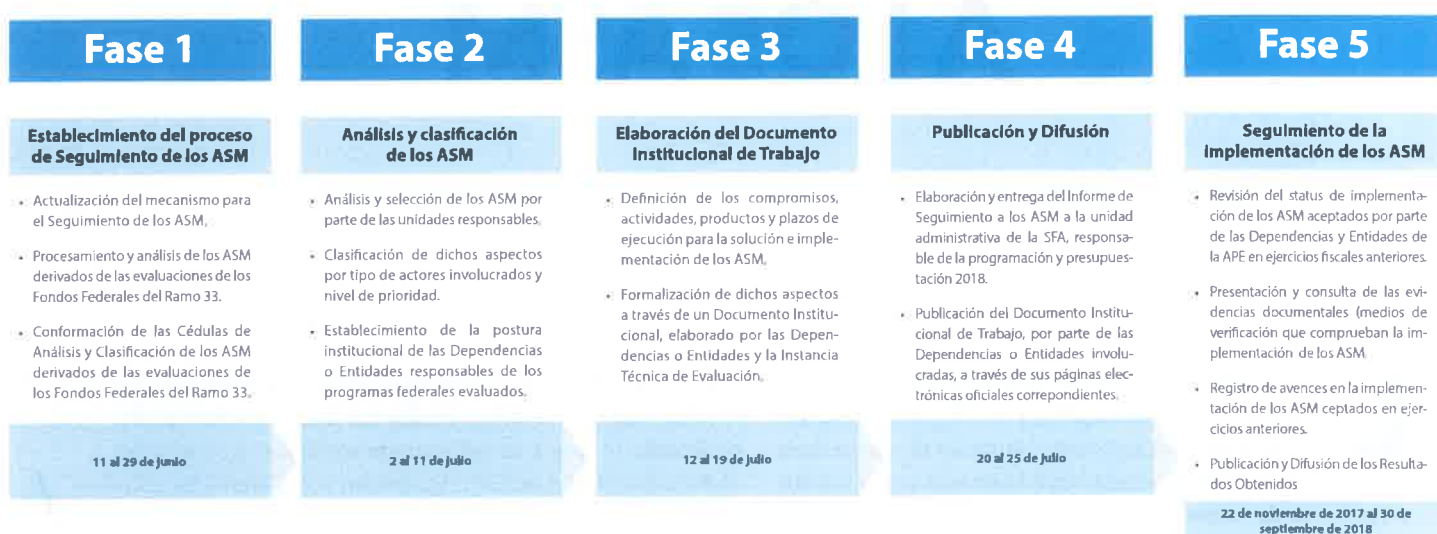 Fase 1
Establecimiento del proceso
de Seguimiento de los ASM
• Actualización del mecanismo para
el Seguimiento de los ASM.
• Procesamiento y análisis de los ASM
derivados de las evaluaciones de los
Fondos Federales del Ramo 33.
• Conformación de las Cédulas de
Análisis y Clasificación de los ASM
derivados de las evaluaciones de
los Fondos Federales del Ramo 33.
11 al 29 de junio
Fase 2
Análisis y clasificación
de los ASM
• Análisis y selección de los ASM por
parte de las unidades responsables.
• Clasificación de dichos aspectos
por tipo de actores involucrados y
nivel de prioridad.
• Establecimiento de la postura
institucional de las Dependencias
o Entidades responsables de los
programas federales evaluados.
2 al 11 de julio
Fase 3
Elaboración del Documento
Institucional de Trabajo
• Definición de los compromisos,
actividades, productos y plazos de
ejecución para la solución e imple-
mentación de los ASM.
• Formalización de dichos aspectos
a través de un Documento Institu-
cional, elaborado por las Depen-
dencias o Entidades y la Instancia
Técnica de Evaluación.
12 al 19 de julio
Fase 4
Publicación y Difusión
• Elaboración y entrega del Informe de
Seguimiento a los ASM a la unidad
administrativa de la SFA, responsa-
ble de la programación y presupues-
tación 2018.
• Publicación del Documento Institu-
cional de Trabajo, por parte de las
Dependencias o Entidades involu-
cradas, a través de sus páginas elec-
trónicas oficiales correpondientes.
20 al 25 de julio
Fase 5
Seguimiento de la
implementación de los ASM
• Revisión del status de implementa-
ción de los ASM aceptados por parte
de las Dependencias y Entidades de
la APE en ejercicios fiscales anteriores.
• Presentación y consulta de las evi-
dencias documentales (medios de
verificación que comprueban la im-
plementación de los ASM.
• Registro de avences en la implemen-
tación de los ASM ceptados en ejer-
cicios anteriores.
• Publicación y Difusión de los Resulta-
dos Obtenidos
22 de noviembre de 2017 al 30 de
septiembre de 2018